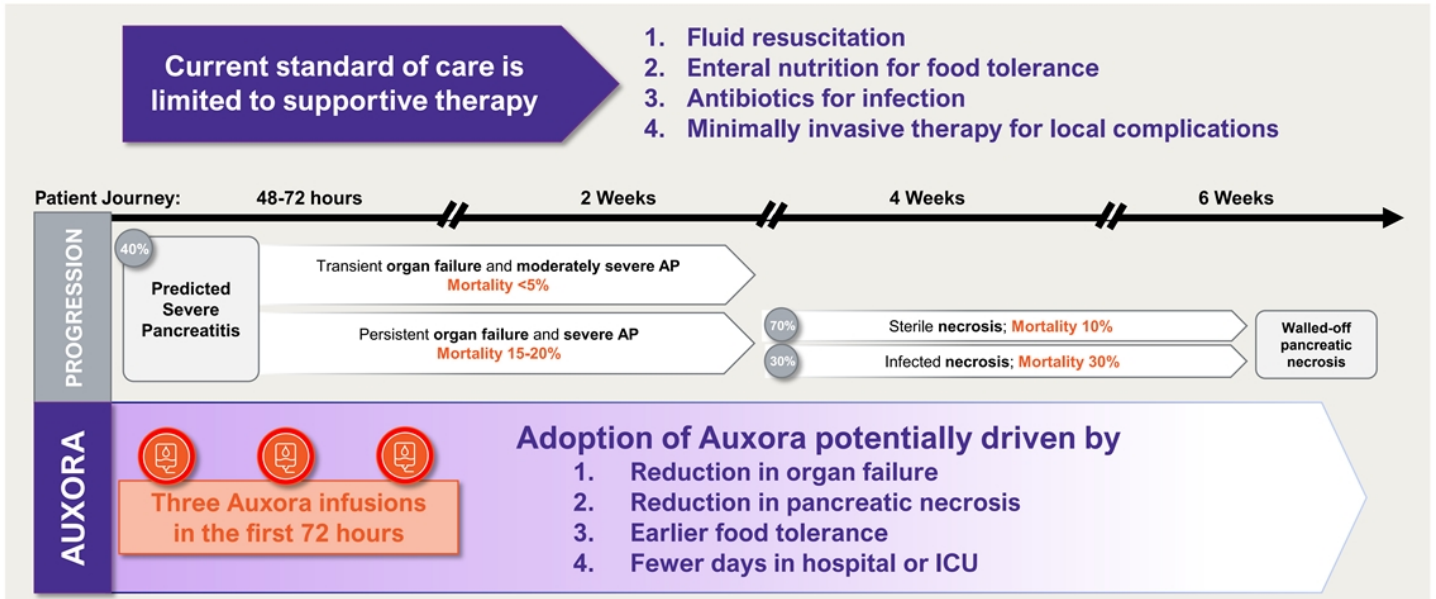 Current standard of care is
limited to supportive therapy
1. Fluid resuscitation
2. Enteral nutrition for food tolerance
3. Antibiotics for infection
4. Minimally invasive therapy for local complications
Patient Journey: 48-72 hours 2 Weeks 4 Weeks 6 Weeks
PROGRESSION
40%
Predicted
Severe
Pancreatitis
Transient organ failure and moderately severe AP
Mortality <5%
Persistent organ failure and severe AP
Mortality 15-20%
70% Sterile necrosis; Mortality 10%
30% Infected necrosis; Mortality 30%
Walled-off
pancreatic
necrosis
AUXORA
Three Auxora infusions
in the first 72 hours
Adoption of Auxora potentially driven by
1. Reduction in organ failure
2. Reduction in pancreatic necrosis
3. Earlier food tolerance
4. Fewer days in hospital or ICU